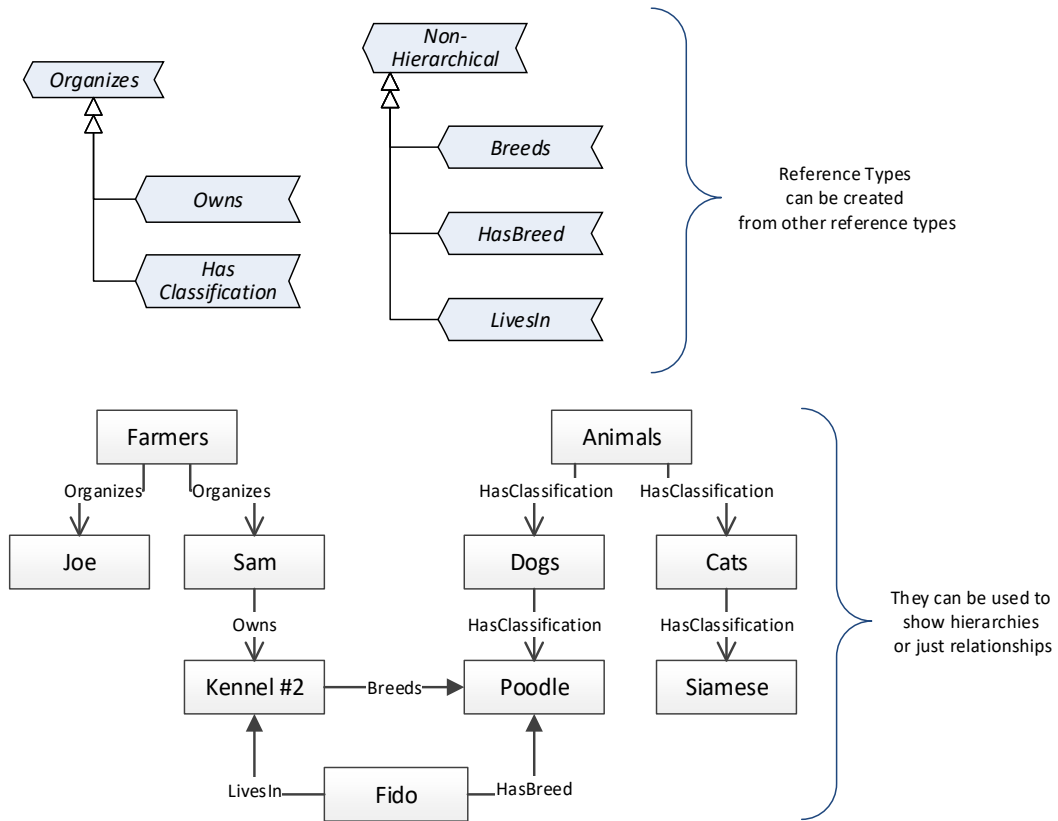 Organizes
Owns
Has
Classification
Non-
Hierarchical
Breeds
HasBreed
LivesIn
Reference Types
can be created
from other reference types
Farmers
Animals
Organizes
Organizes
HasClassification
HasClassification
Joe
Sam
Dogs
Cats
Owns
HasClassification
HasClassification
Kennel #2
Breeds
Poodle
Siamese
LivesIn
Fido
HasBreed
They can be used to
show hierarchies
or just relationships